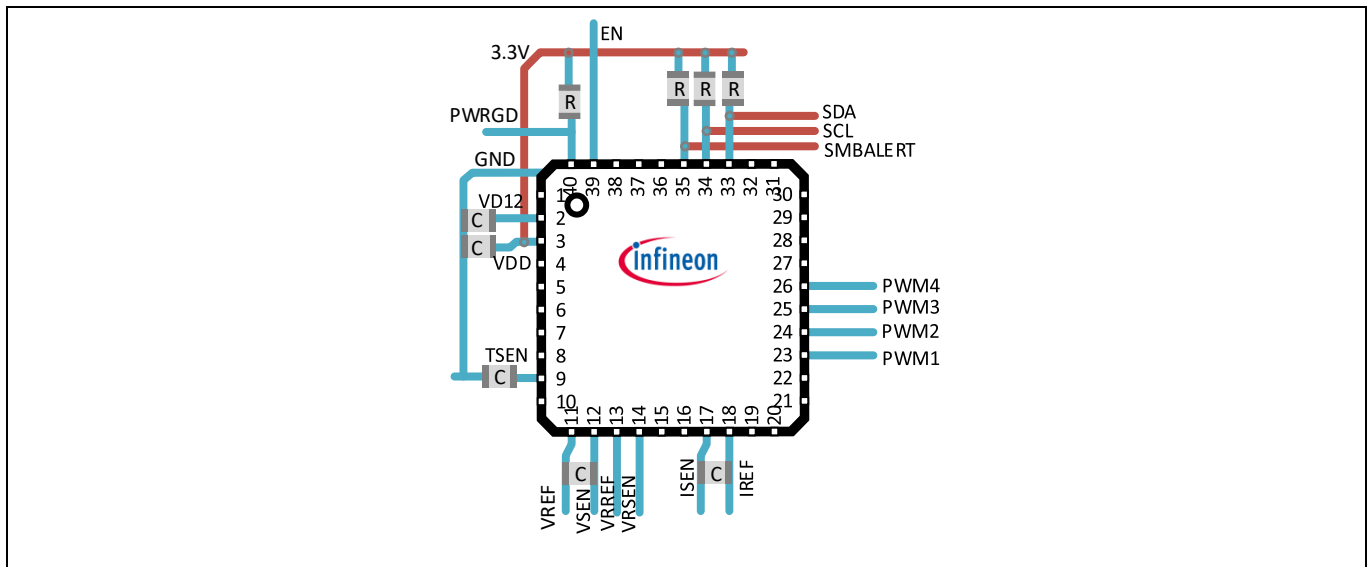 EN
3.3V
R
R
R
R
PWRGD
SDA
SCL
SMBALERT
GND
40
39
38
37
36
35
34
33
32
31
VD12
C
C
VDD
TSEN
C
1
2
3
4
5
6
7
8
9
10
infineon
30
29
28
27
26
25
24
23
22
21
PWM4
PWM3
PWM2
PWM1
11
12
13
14
15
16
17
18
19
20
C
C
VREF
VSEN
VRREF
VRSEN
ISEN
IREF